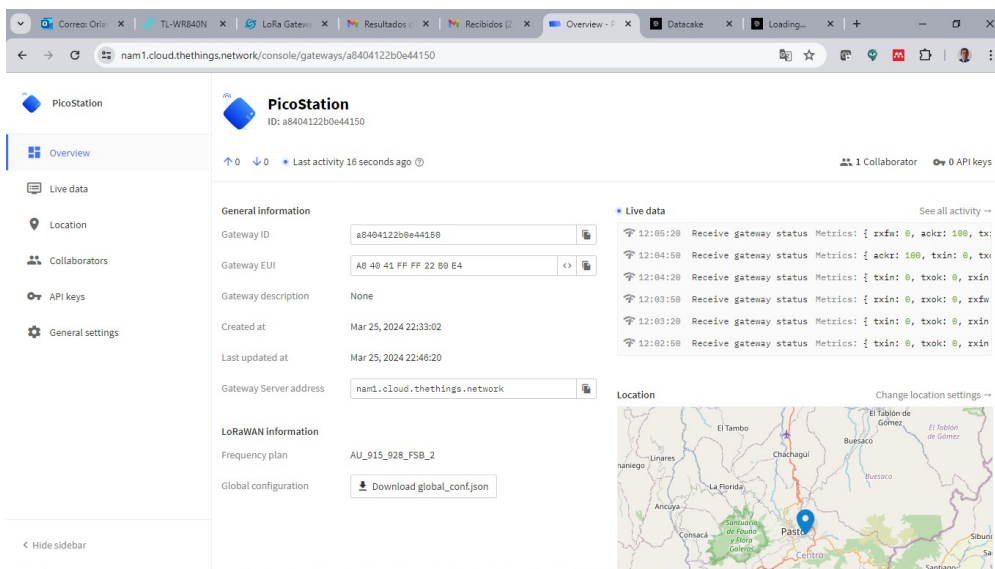 Correo: Orla
TL-WR840N
LoRa Gatew
Resultados d
Recibidos (2
Overview - P
Datacake
Loading...
nam1.cloud.thethings.network/console/gateways/a8404122b0e44150
PicoStation
Overview
Live data
Location
Collaborators
API keys
General settings
< Hide sidebar
PicoStation
ID: a8404122b0e44150
0 0 Last activity 16 seconds ago
1 Collaborator 0 API keys
General information
Gateway ID a8404122b0e44150
Gateway EUI A8 40 41 FF FF 22 B0 E4
Gateway description None
Created at Mar 25, 2024 22:33:02
Last updated at Mar 25, 2024 22:46:20
Gateway Server address nam1.cloud.thethings.network
LoRaWAN information
Frequency plan AU_915_928_FSB_2
Global configuration Download global_conf.json
Live data See all activity →
12:05:20 Receive gateway status Metrics: { rxfw: 0, ackr: 100, tx
12:04:50 Receive gateway status Metrics: { ackr: 100, txin: 0, txo
12:04:20 Receive gateway status Metrics: { txin: 0, txok: 0, rxin
12:03:50 Receive gateway status Metrics: { rxin: 0, rxok: 0, rxfw
12:03:20 Receive gateway status Metrics: { txin: 0, txok: 0, rxin
12:02:50 Receive gateway status Metrics: { txin: 0, txok: 0, rxin
Location Change location settings →
El Tablón de
Gómez
El Tambo
El Tablón
de Gómez
Buesaco
Chachagüí
Linares
maniego
Buesaco
La Florida
Ancuya
Santuario
de Fauna
y Flora
Galeras
Consacá
Pasto
Sibund
Centro
Sa
Santiago